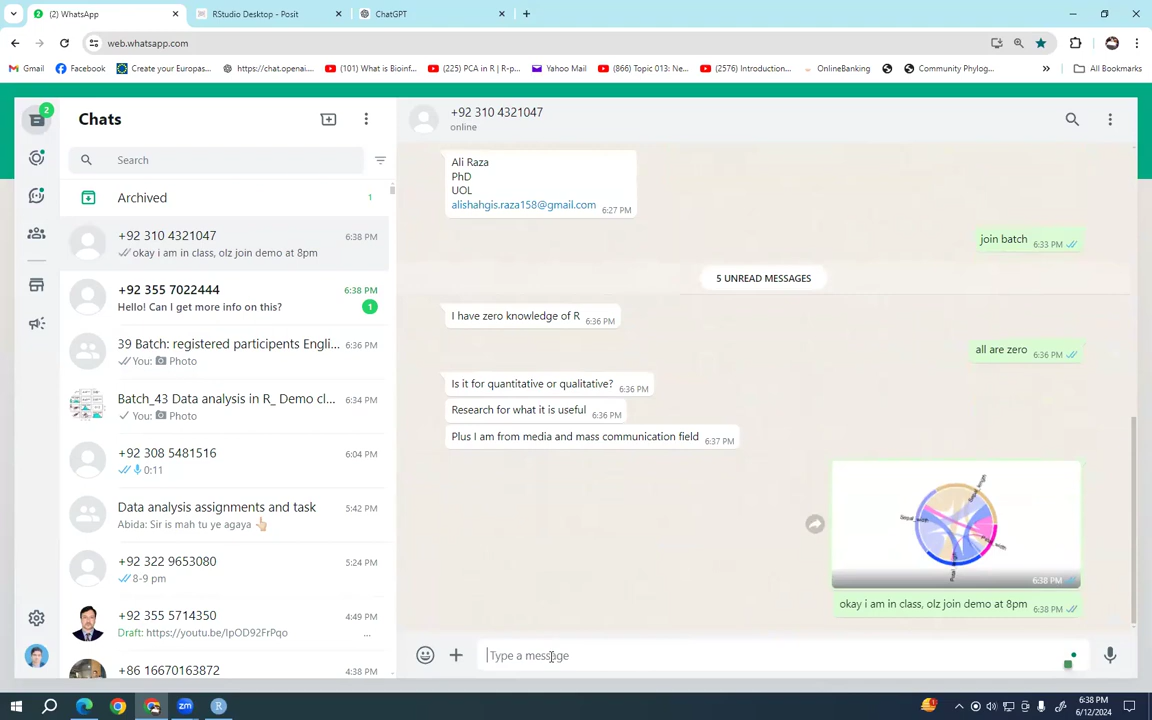 (2) WhatsApp
RStudio Desktop - Posit
ChatGPT
web.whatsapp.com
Gmail
Facebook
Create your Europas...
https://chat.openai....
(101) What is Bioinf...
(225) PCA in R | R-p...
Yahoo Mail
(866) Topic 013: Ne...
(2576) Introduction...
OnlineBanking
Community Phylog...
All Bookmarks
2
Chats
Search
Archived
1
+92 310 4321047
6:38 PM
okay i am in class, olz join demo at 8pm
+92 355 7022444
6:38 PM
Hello! Can I get more info on this?
1
39 Batch: registered participants Engli...
6:36 PM
You: Photo
Batch_43 Data analysis in R_ Demo cl...
6:34 PM
You: Photo
+92 308 5481516
6:04 PM
0:11
Data analysis assignments and task
5:42 PM
Abida: Sir is mah tu ye agaya
+92 322 9653080
5:24 PM
8-9 pm
+92 355 5714350
4:49 PM
Draft: https://youtu.be/IpOD92FrPqo
...
+86 16670163872
4:38 PM
+92 310 4321047
online
Ali Raza
PhD
UOL
alishahgis.raza158@gmail.com 6:27 PM
join batch 6:33 PM
5 UNREAD MESSAGES
I have zero knowledge of R 6:36 PM
all are zero 6:36 PM
Is it for quantitative or qualitative? 6:36 PM
Research for what it is useful 6:36 PM
Plus I am from media and mass communication field 6:37 PM
6:38 PM
okay i am in class, olz join demo at 8pm 6:38 PM
Type a message
6:38 PM
6/12/2024